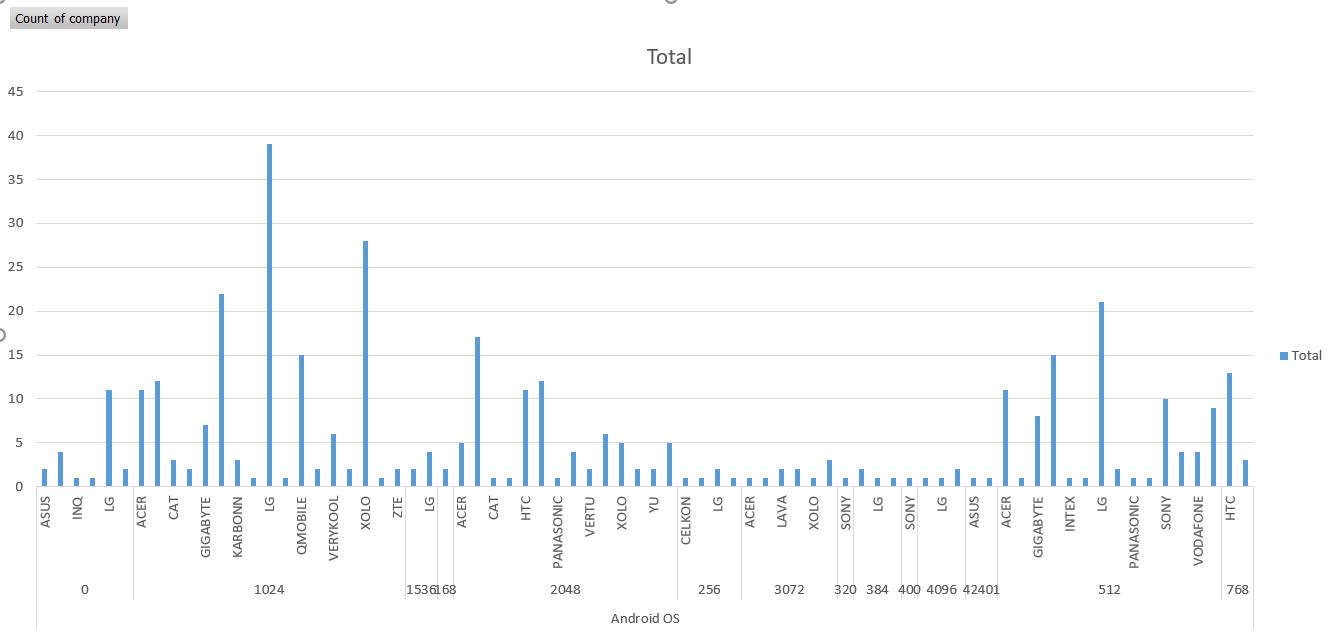 Count of company
Total
45
40
35
30
25
20
15
10
5
0
Total
ASUS INQ LG ACER CAT GIGABYTE KARBONN LG QMOBILE VERYKOOL XOLO ZTE LG ACER CAT HTC PANASONIC VERTU XOLO YU CELKON LG ACER LAVA XOLO SONY LG SONY LG ASUS ACER GIGABYTE INTEX LG PANASONIC SONY VODAFONE HTC
0 1024 1536 168 2048 256 3072 320 384 400 4096 42401 512 768
Android OS